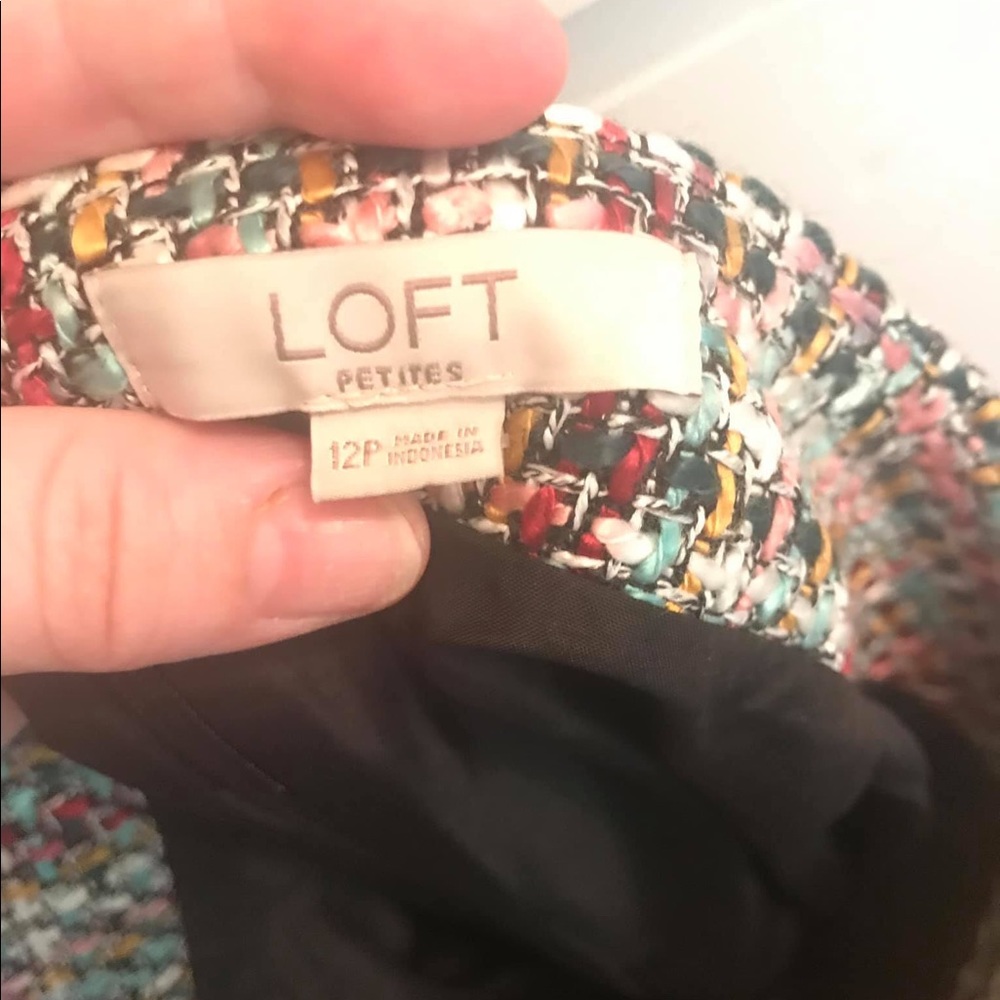 LOFT
PETITES
12P MADE IN
INDONESIA